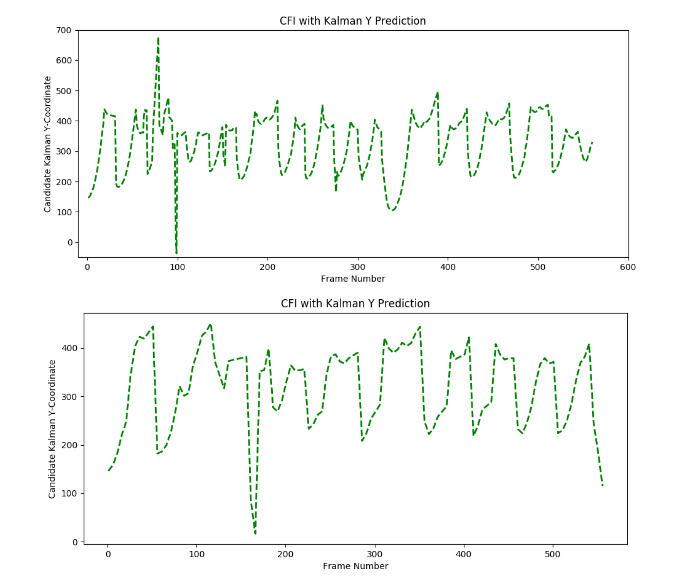 CFI with Kalman Y Prediction
700
600
500
400
300
200
100
0
Candidate Kalman Y-Coordinate
0 100 200 300 400 500 600
Frame Number
CFI with Kalman Y Prediction
400
300
200
100
0
Candidate Kalman Y-Coordinate
0 100 200 300 400 500
Frame Number